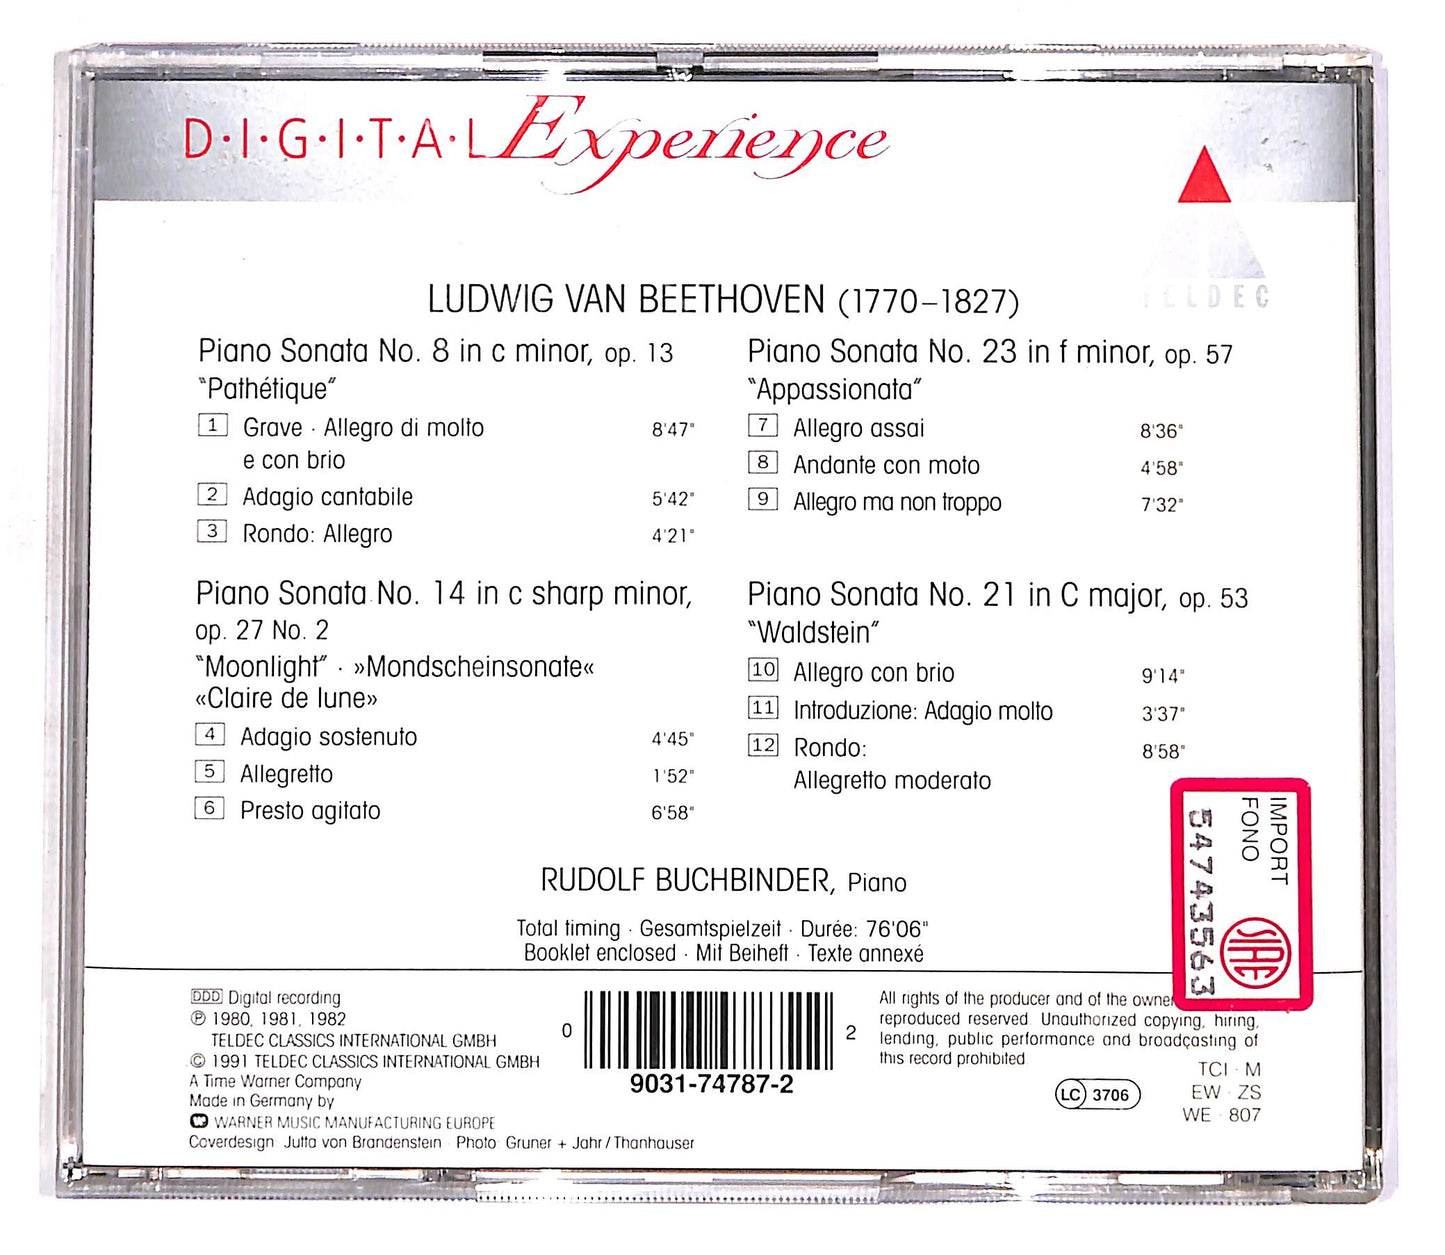 D·I·G·I·T·A·L Experience
TELDEC
LUDWIG VAN BEETHOVEN (1770–1827)
Piano Sonata No. 8 in c minor, op. 13
"Pathétique"
1 Grave · Allegro di molto 8'47"
e con brio
2 Adagio cantabile 5'42"
3 Rondo: Allegro 4'21"
Piano Sonata No. 14 in c sharp minor,
op. 27 No. 2
"Moonlight" · »Mondscheinsonate«
«Claire de lune»
4 Adagio sostenuto 4'45"
5 Allegretto 1'52"
6 Presto agitato 6'58"
Piano Sonata No. 23 in f minor, op. 57
"Appassionata"
7 Allegro assai 8'36"
8 Andante con moto 4'58"
9 Allegro ma non troppo 7'32"
Piano Sonata No. 21 in C major, op. 53
"Waldstein"
10 Allegro con brio 9'14"
11 Introduzione: Adagio molto 3'37"
12 Rondo: 8'58"
Allegretto moderato
RUDOLF BUCHBINDER, Piano
Total timing · Gesamtspielzeit · Durée: 76'06"
Booklet enclosed · Mit Beiheft · Texte annexé
IMPORT
FONO
54743563
SIAE
DDD Digital recording
℗ 1980, 1981, 1982
TELDEC CLASSICS INTERNATIONAL GMBH
© 1991 TELDEC CLASSICS INTERNATIONAL GMBH
A Time Warner Company
Made in Germany by
WARNER MUSIC MANUFACTURING EUROPE
Coverdesign: Jutta von Brandenstein · Photo: Gruner + Jahr / Thanhauser
0 2
9031-74787-2
All rights of the producer and of the owner
reproduced reserved. Unauthorized copying, hiring,
lending, public performance and broadcasting of
this record prohibited
LC 3706
TCI · M
EW · ZS
WE · 807